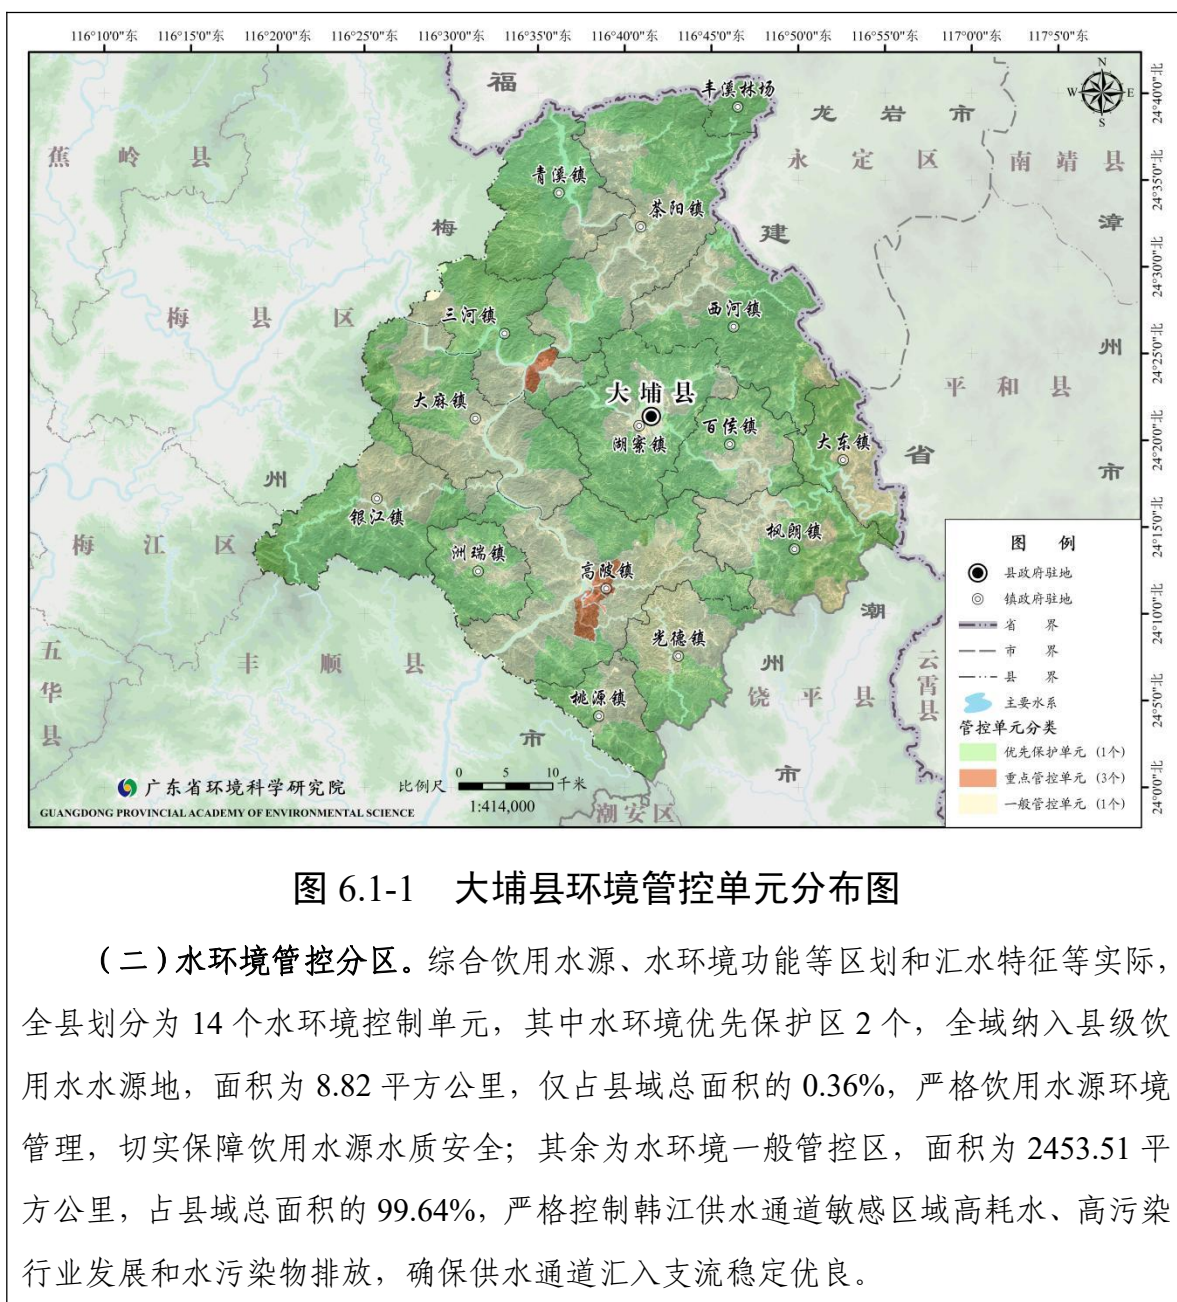 116°10'0"东 116°15'0"东 116°20'0"东 116°25'0"东 116°30'0"东 116°35'0"东 116°40'0"东 116°45'0"东 116°50'0"东 116°55'0"东 117°0'0"东 117°5'0"东
24°40'0"北
24°35'0"北
24°30'0"北
24°25'0"北
24°20'0"北
24°15'0"北
24°10'0"北
24°5'0"北
24°0'0"北
N
W E
S
福
建
省
丰溪林场
龙岩市
永定区
南靖县
漳
州
市
蕉岭县
青溪镇
茶阳镇
梅
州
市
梅县区
三河镇
西河镇
平和县
大埔县
大麻镇
湖寮镇
百侯镇
大东镇
银江镇
梅江区
洲瑞镇
枫朗镇
高陂镇
光德镇
潮
州
市
五华县
丰顺县
桃源镇
饶平县
云霄县
潮安区
图 例
县政府驻地
镇政府驻地
省 界
市 界
县 界
主要水系
管控单元分类
优先保护单元 (1个)
重点管控单元 (3个)
一般管控单元 (1个)
广东省环境科学研究院
GUANGDONG PROVINCIAL ACADEMY OF ENVIRONMENTAL SCIENCE
比例尺 0 5 10 千米
1:414,000
图 6.1-1 大埔县环境管控单元分布图
（二）水环境管控分区。综合饮用水源、水环境功能等区划和汇水特征等实际，
全县划分为 14 个水环境控制单元，其中水环境优先保护区 2 个，全域纳入县级饮
用水水源地，面积为 8.82 平方公里，仅占县域总面积的 0.36%，严格饮用水源环境
管理，切实保障饮用水源水质安全；其余为水环境一般管控区，面积为 2453.51 平
方公里，占县域总面积的 99.64%，严格控制韩江供水通道敏感区域高耗水、高污染
行业发展和水污染物排放，确保供水通道汇入支流稳定优良。